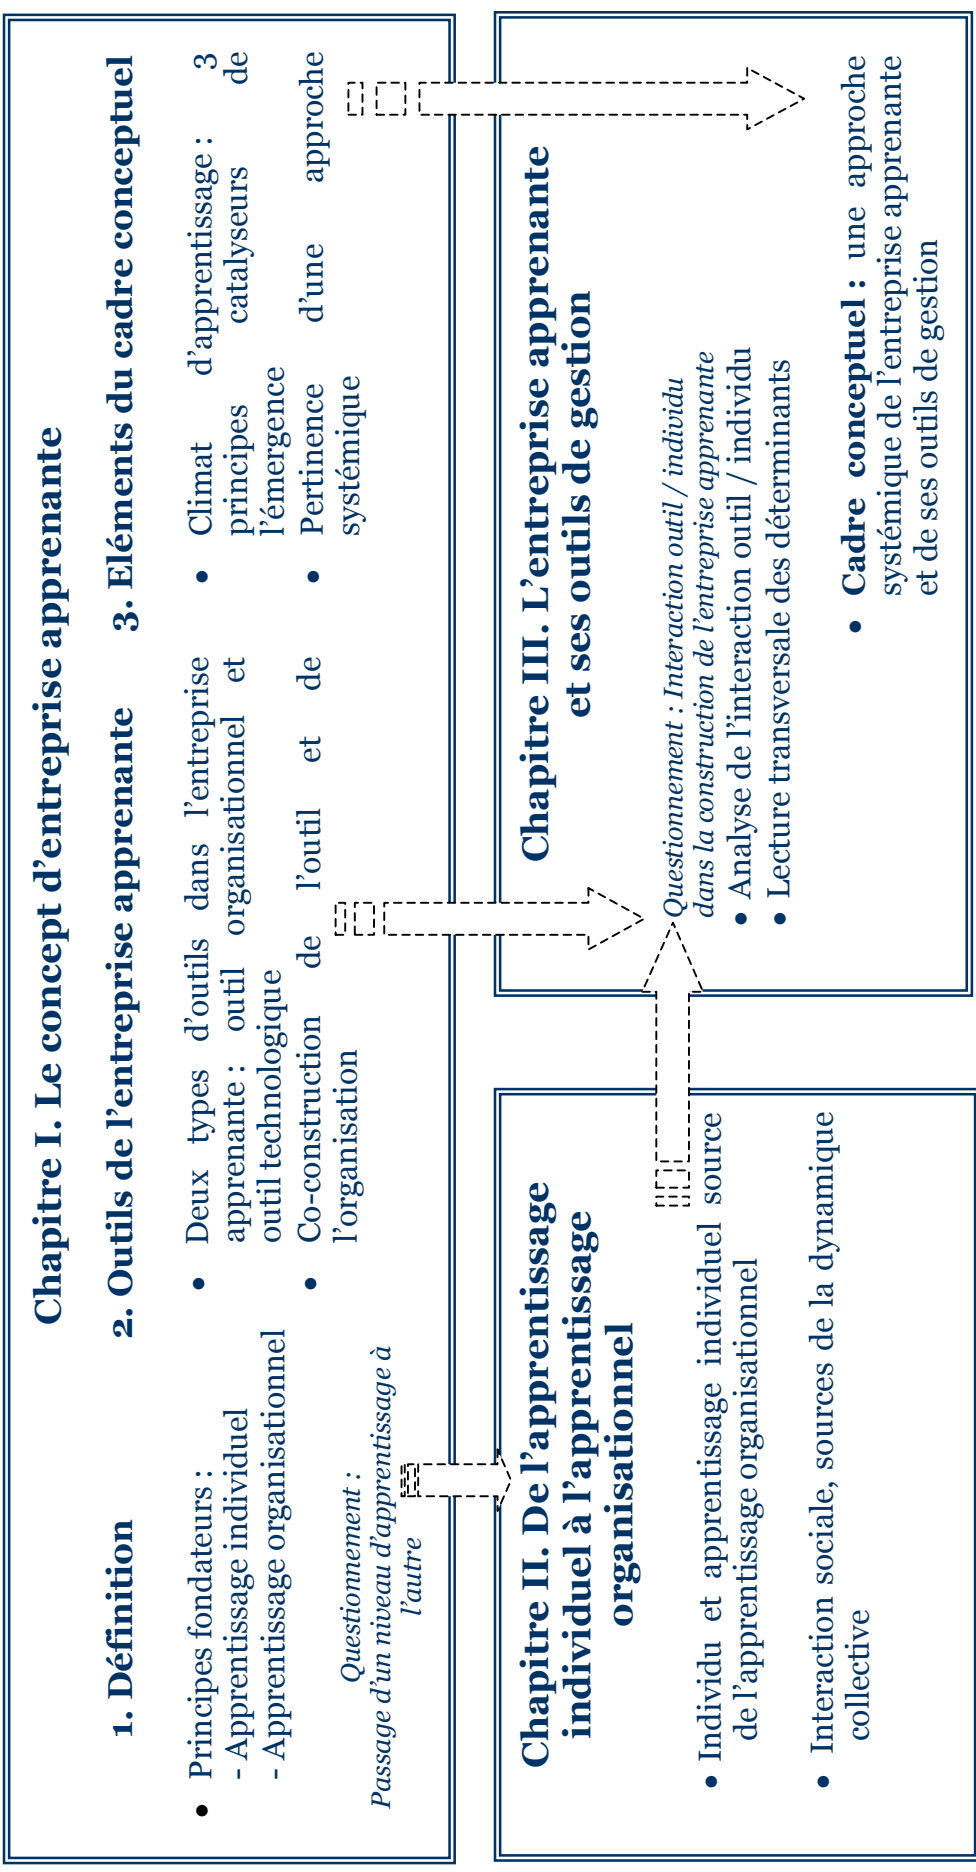 Chapitre I. Le concept d'entreprise apprenante
1. Définition
• Principes fondateurs :
- Apprentissage individuel
- Apprentissage organisationnel
Questionnement :
Passage d'un niveau d'apprentissage à
l'autre
2. Outils de l'entreprise apprenante
• Deux types d'outils dans l'entreprise
apprenante : outil organisationnel et
outil technologique
• Co-construction de l'outil et de
l'organisation
3. Eléments du cadre conceptuel
• Climat d'apprentissage : 3
principes catalyseurs de
l'émergence
• Pertinence d'une approche
systémique
Chapitre II. De l'apprentissage
individuel à l'apprentissage
organisationnel
• Individu et apprentissage individuel source
de l'apprentissage organisationnel
• Interaction sociale, sources de la dynamique
collective
Chapitre III. L'entreprise apprenante
et ses outils de gestion
Questionnement : Interaction outil / individu
dans la construction de l'entreprise apprenante
• Analyse de l'interaction outil / individu
• Lecture transversale des déterminants
• Cadre conceptuel : une approche
systémique de l'entreprise apprenante
et de ses outils de gestion